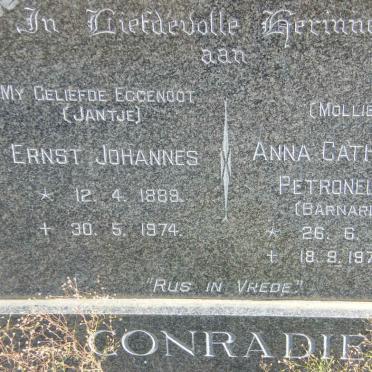 In Liefdevolle Herinn
aan
MY GELIEFDE EGGENOOT
(JANTJE)
ERNST JOHANNES
* 12. 4. 1889.
+ 30. 5. 1974.
(MOLLIE
ANNA CATH
PETRONEL
(BARNAR
* 26. 6.
+ 18. 9. 197
"RUS IN VREDE."
CONRADIE